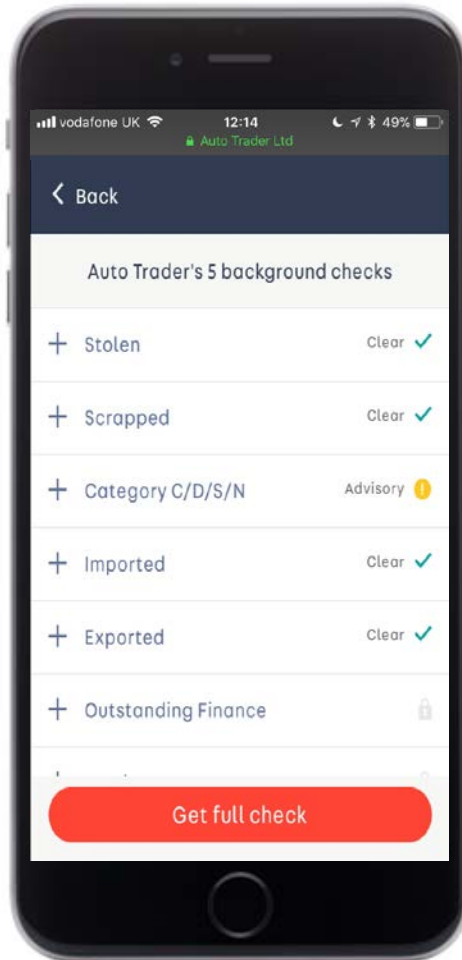 vodafone UK 12:14 49%
Auto Trader Ltd
Back
Auto Trader's 5 background checks
Stolen Clear
Scrapped Clear
Category C/D/S/N Advisory
Imported Clear
Exported Clear
Outstanding Finance
Get full check